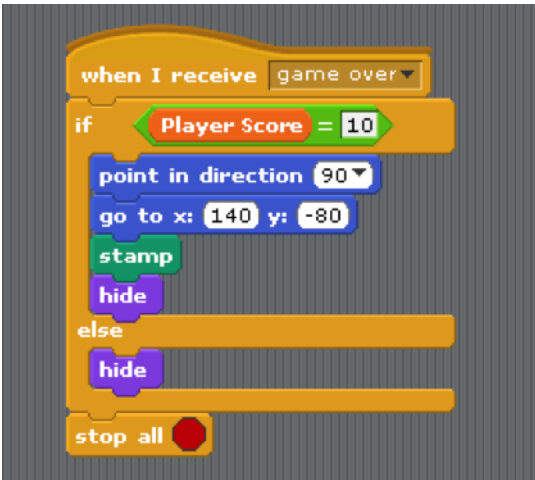 when I receive game over
if Player Score = 10
point in direction 90
go to x: 140 y: -80
stamp
hide
else
hide
stop all